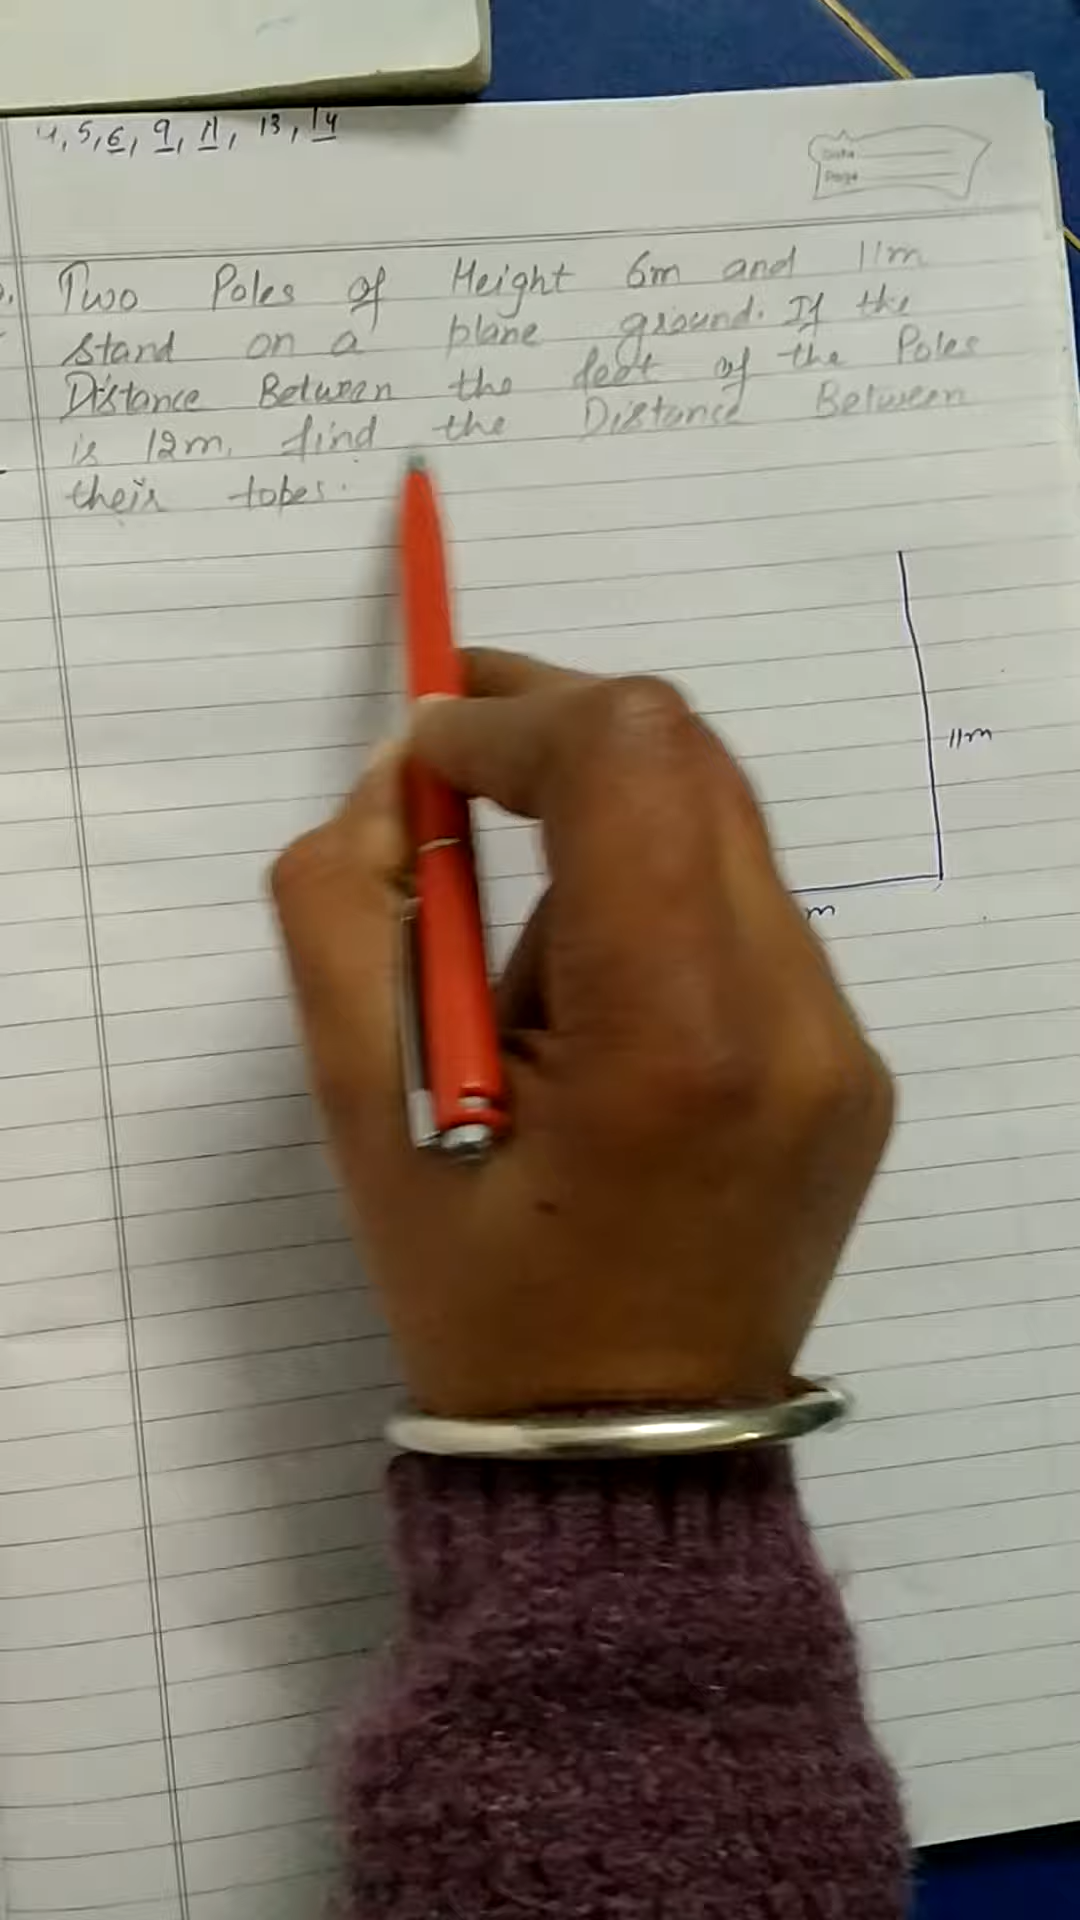 4, 5, 6, 9, 11, 13, 14
Date
Page
Two Poles of Height 6m and 11m
stand on a plane ground. If the
Distance Between the feet of the Poles
is 12m, find the Distance Between
their topes.
11m
m